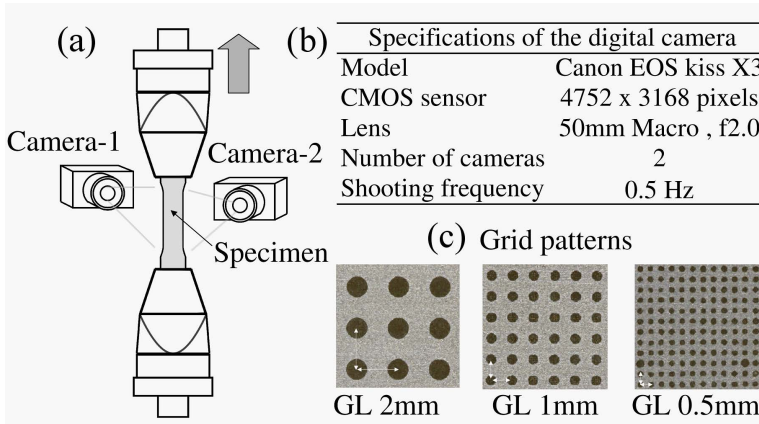 (a)
Camera-1
Camera-2
Specimen
(b)
Specifications of the digital camera
Model Canon EOS kiss X3
CMOS sensor 4752 x 3168 pixels
Lens 50mm Macro , f2.0
Number of cameras 2
Shooting frequency 0.5 Hz
(c) Grid patterns
GL 2mm GL 1mm GL 0.5mm